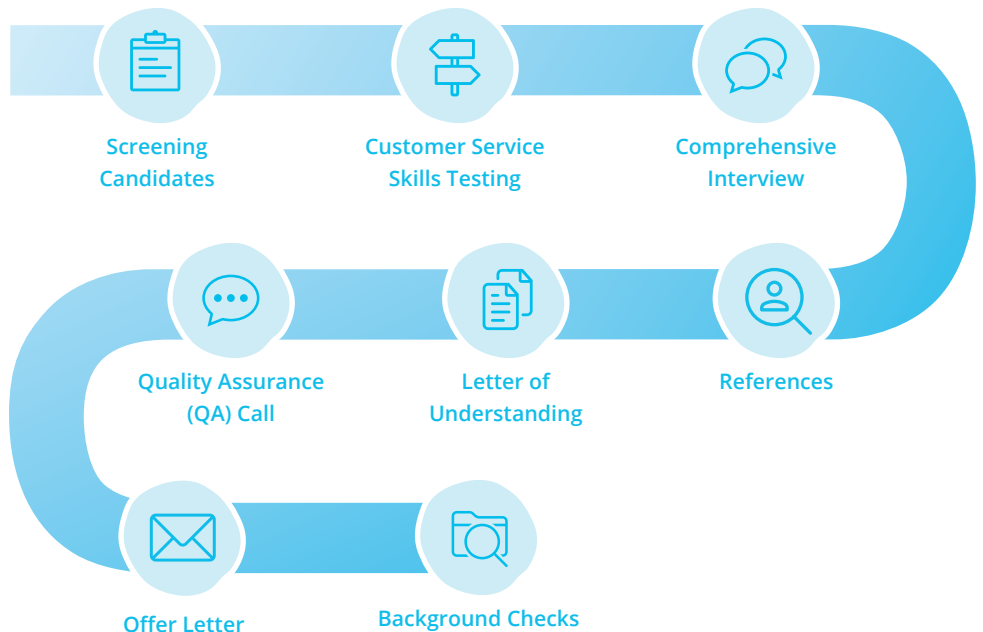 Screening
Candidates
Customer Service
Skills Testing
Comprehensive
Interview
Quality Assurance
(QA) Call
Letter of
Understanding
References
Offer Letter
Background Checks